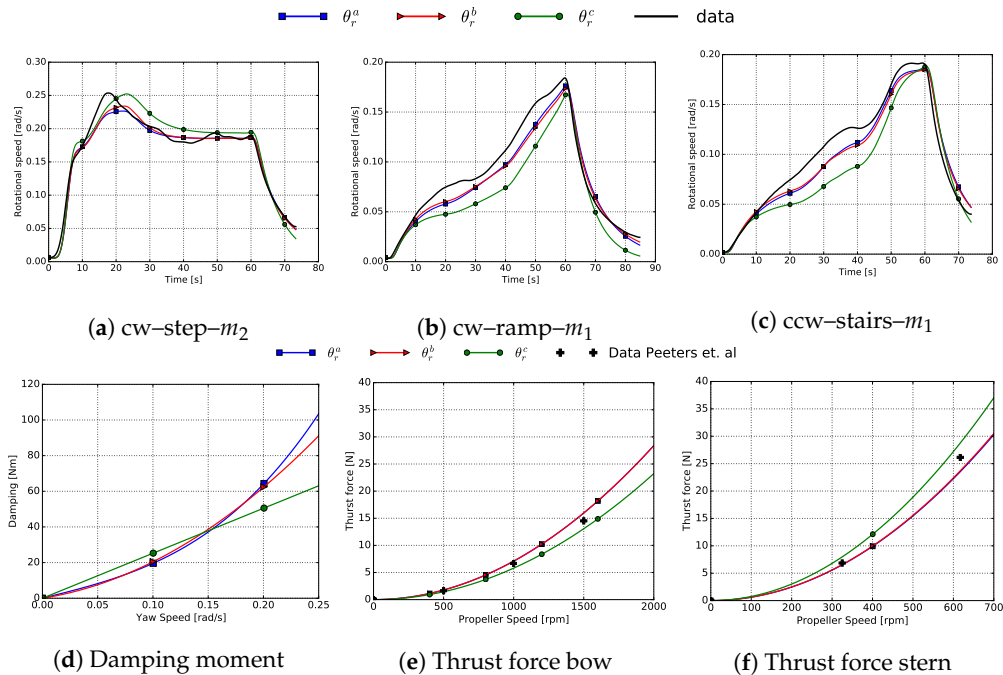 θ_r^a θ_r^b θ_r^c data
Rotational speed [rad/s]
0.30
0.25
0.20
0.15
0.10
0.05
0.00
0 10 20 30 40 50 60 70 80
Time [s]
(a) cw–step–m₂
Rotational speed [rad/s]
0.20
0.15
0.10
0.05
0.00
0 10 20 30 40 50 60 70 80 90
Time [s]
(b) cw–ramp–m₁
Rotational speed [rad/s]
0.20
0.15
0.10
0.05
0.00
0 10 20 30 40 50 60 70 80
Time [s]
(c) ccw–stairs–m₁
θ_r^a θ_r^b θ_r^c Data Peeters et. al
Damping [Nm]
120
100
80
60
40
20
0
0.00 0.05 0.10 0.15 0.20 0.25
Yaw Speed [rad/s]
(d) Damping moment
Thurst force [N]
40
35
30
25
20
15
10
5
0
0 500 1000 1500 2000
Propeller Speed [rpm]
(e) Thrust force bow
Thurst force [N]
40
35
30
25
20
15
10
5
0
0 100 200 300 400 500 600 700
Propeller Speed [rpm]
(f) Thrust force stern